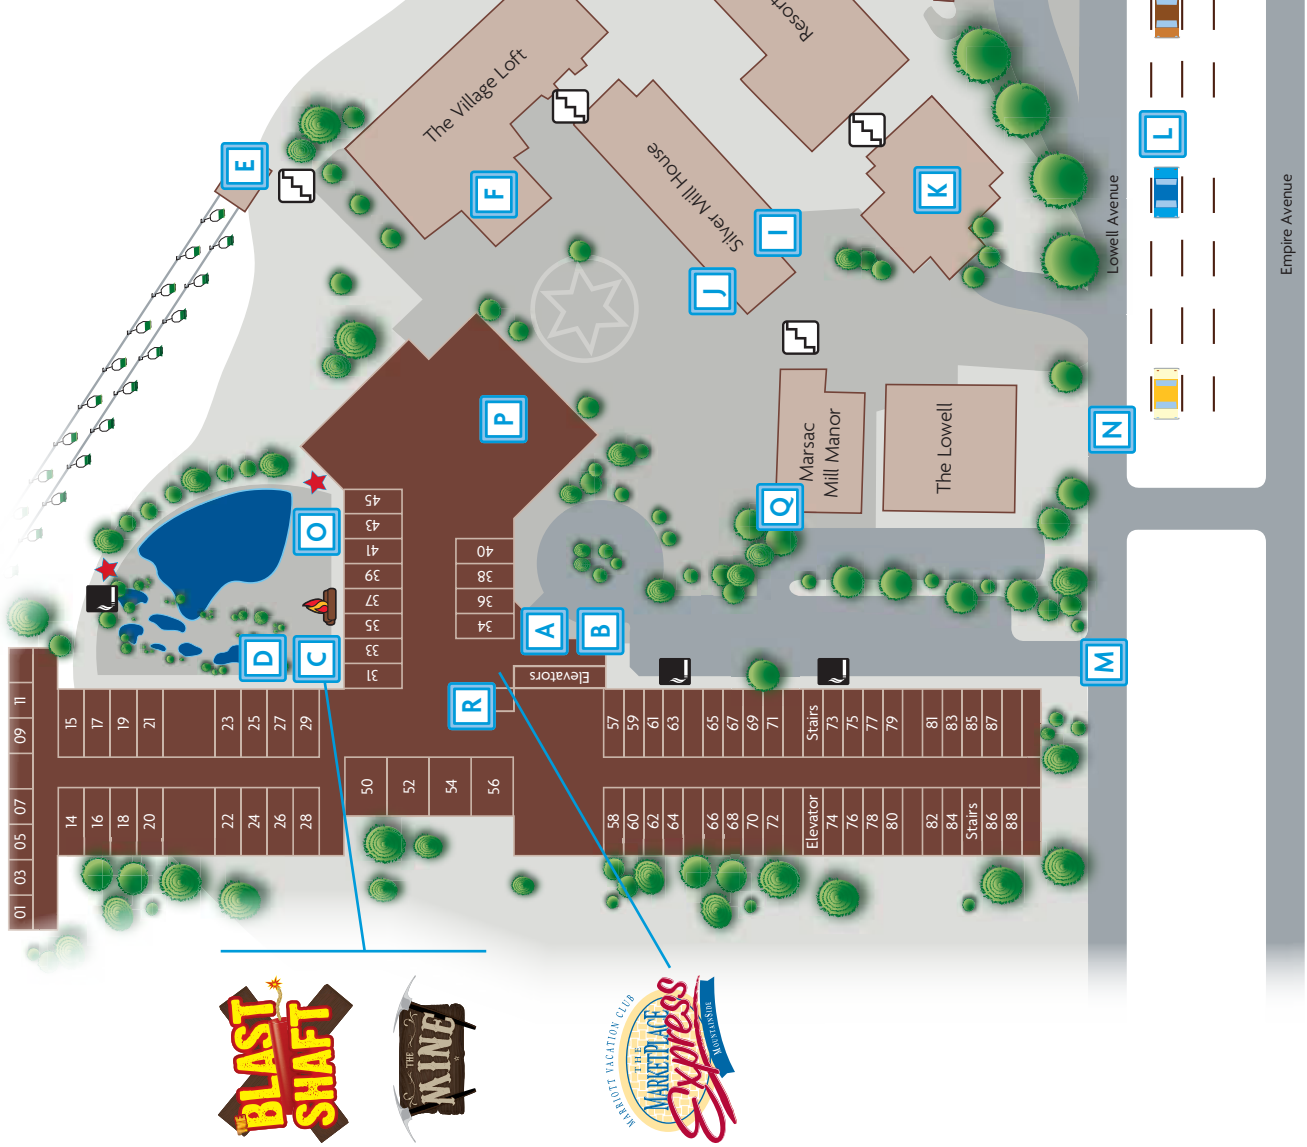 The Village Loft
Resort
Silver Mill House
E
F
I
J
K
L
Lowell Avenue
Empire Avenue
P
Marsac
Mill Manor
The Lowell
N
Q
O
D
C
A
B
R
M
Elevators
45
43
41
39
37
35
33
31
40
38
36
34
11
09
07
05
03
01
15
17
19
21
23
25
27
29
14
16
18
20
22
24
26
28
50
52
54
56
57
59
61
63
65
67
69
71
Stairs
73
75
77
79
81
83
85
87
58
60
62
64
66
68
70
72
Elevator
74
76
78
80
82
84
Stairs
86
88
THE
BLAST
SHAFT
THE
MINE
MARRIOTT VACATION CLUB
THE
MARKETPLACE
Express
MOUNTAINSIDE